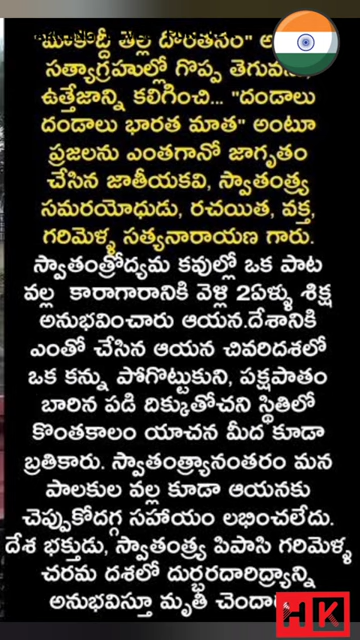 "మాకొద్దీ తెల్ల దొరతనం"
సత్యాగ్రహుల్లో గొప్ప
ఉత్తేజాన్ని కలిగించి... "దండాలు
దండాలు భారత మాత" అంటూ
ప్రజలను ఎంతగానో జాగృతం
చేసిన జాతీయకవి, స్వాతంత్ర్య
సమరయోధుడు, రచయిత, వక్త,
గరిమెళ్ళ సత్యనారాయణ గారు.
స్వాతంత్రోద్యమ కవుల్లో ఒక పాట
వల్ల కారాగారానికి వెళ్లి 2ఏళ్ళు శిక్ష
అనుభవించారు ఆయన.దేశానికి
ఎంతో చేసిన ఆయన చివరిదశలో
ఒక కన్ను పోగొట్టుకుని, పక్షపాతం
బారిన పడి దిక్కుతోచని స్థితిలో
కొంతకాలం యాచన మీద కూడా
బ్రతికారు. స్వాతంత్ర్యానంతరం మన
పాలకుల వల్ల కూడా ఆయనకు
చెప్పుకోదగ్గ సహాయం లభించలేదు.
దేశ భక్తుడు, స్వాతంత్ర్య పిపాసి గరిమెళ్ళ
చరమ దశలో దుర్భరదారిద్ర్యాన్ని
అనుభవిస్తూ మృతి
HK